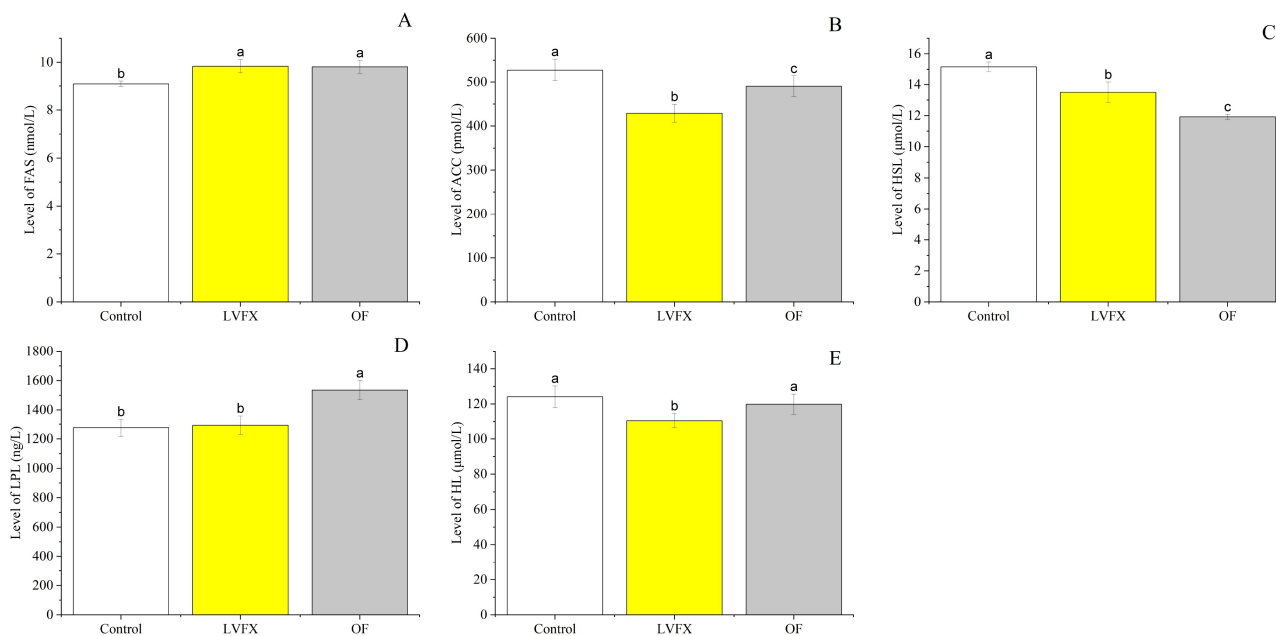 A
Level of FAS (nmol/L)
10
8
6
4
2
0
b
a
a
Control
LVFX
OF
B
Level of ACC (pmol/L)
600
500
400
300
200
100
0
a
b
c
Control
LVFX
OF
C
Level of HSL (μmol/L)
16
14
12
10
8
6
4
2
0
a
b
c
Control
LVFX
OF
D
Level of LPL (ng/L)
1800
1600
1400
1200
1000
800
600
400
200
0
b
b
a
Control
LVFX
OF
E
Level of HL (μmol/L)
140
120
100
80
60
40
20
0
a
b
a
Control
LVFX
OF